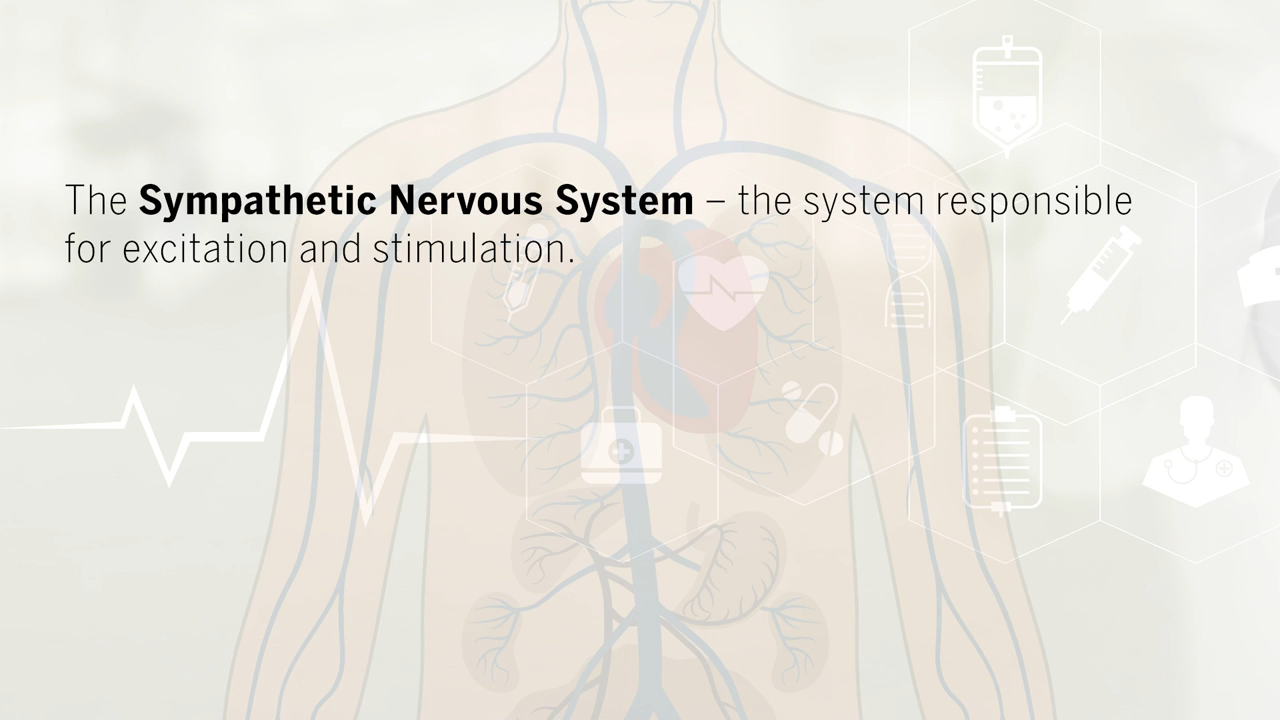 The Sympathetic Nervous System – the system responsible
for excitation and stimulation.